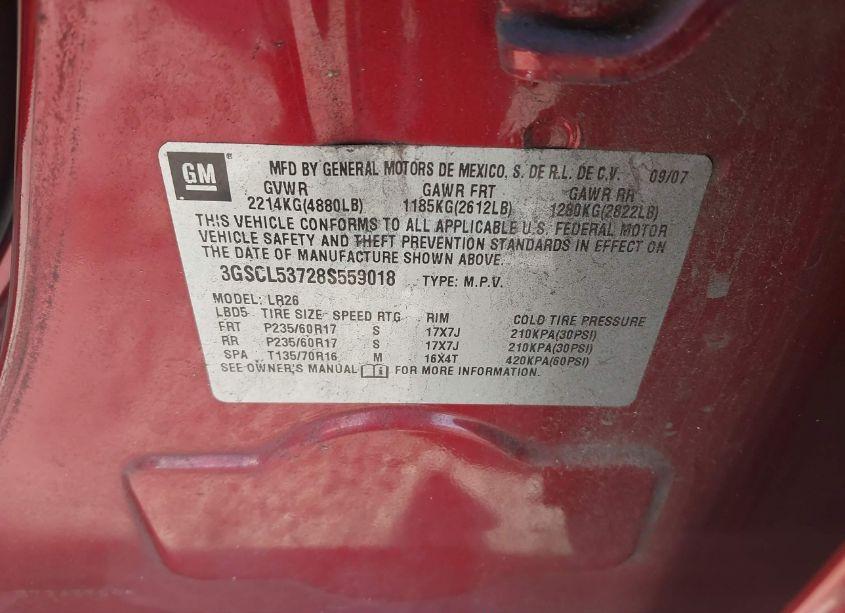 GM
MFD BY GENERAL MOTORS DE MEXICO, S. DE R.L. DE C.V. 09/07
GVWR GAWR FRT GAWR RR
2214KG(4880LB) 1185KG(2612LB) 1280KG(2822LB)
THIS VEHICLE CONFORMS TO ALL APPLICABLE U.S. FEDERAL MOTOR
VEHICLE SAFETY AND THEFT PREVENTION STANDARDS IN EFFECT ON
THE DATE OF MANUFACTURE SHOWN ABOVE.
3GSCL53728S559018 TYPE: M.P.V.
MODEL: LR26
LBD5 TIRE SIZE SPEED RTG RIM COLD TIRE PRESSURE
FRT P235/60R17 S 17X7J 210KPA(30PSI)
RR P235/60R17 S 17X7J 210KPA(30PSI)
SPA T135/70R16 M 16X4T 420KPA(60PSI)
SEE OWNER'S MANUAL FOR MORE INFORMATION.